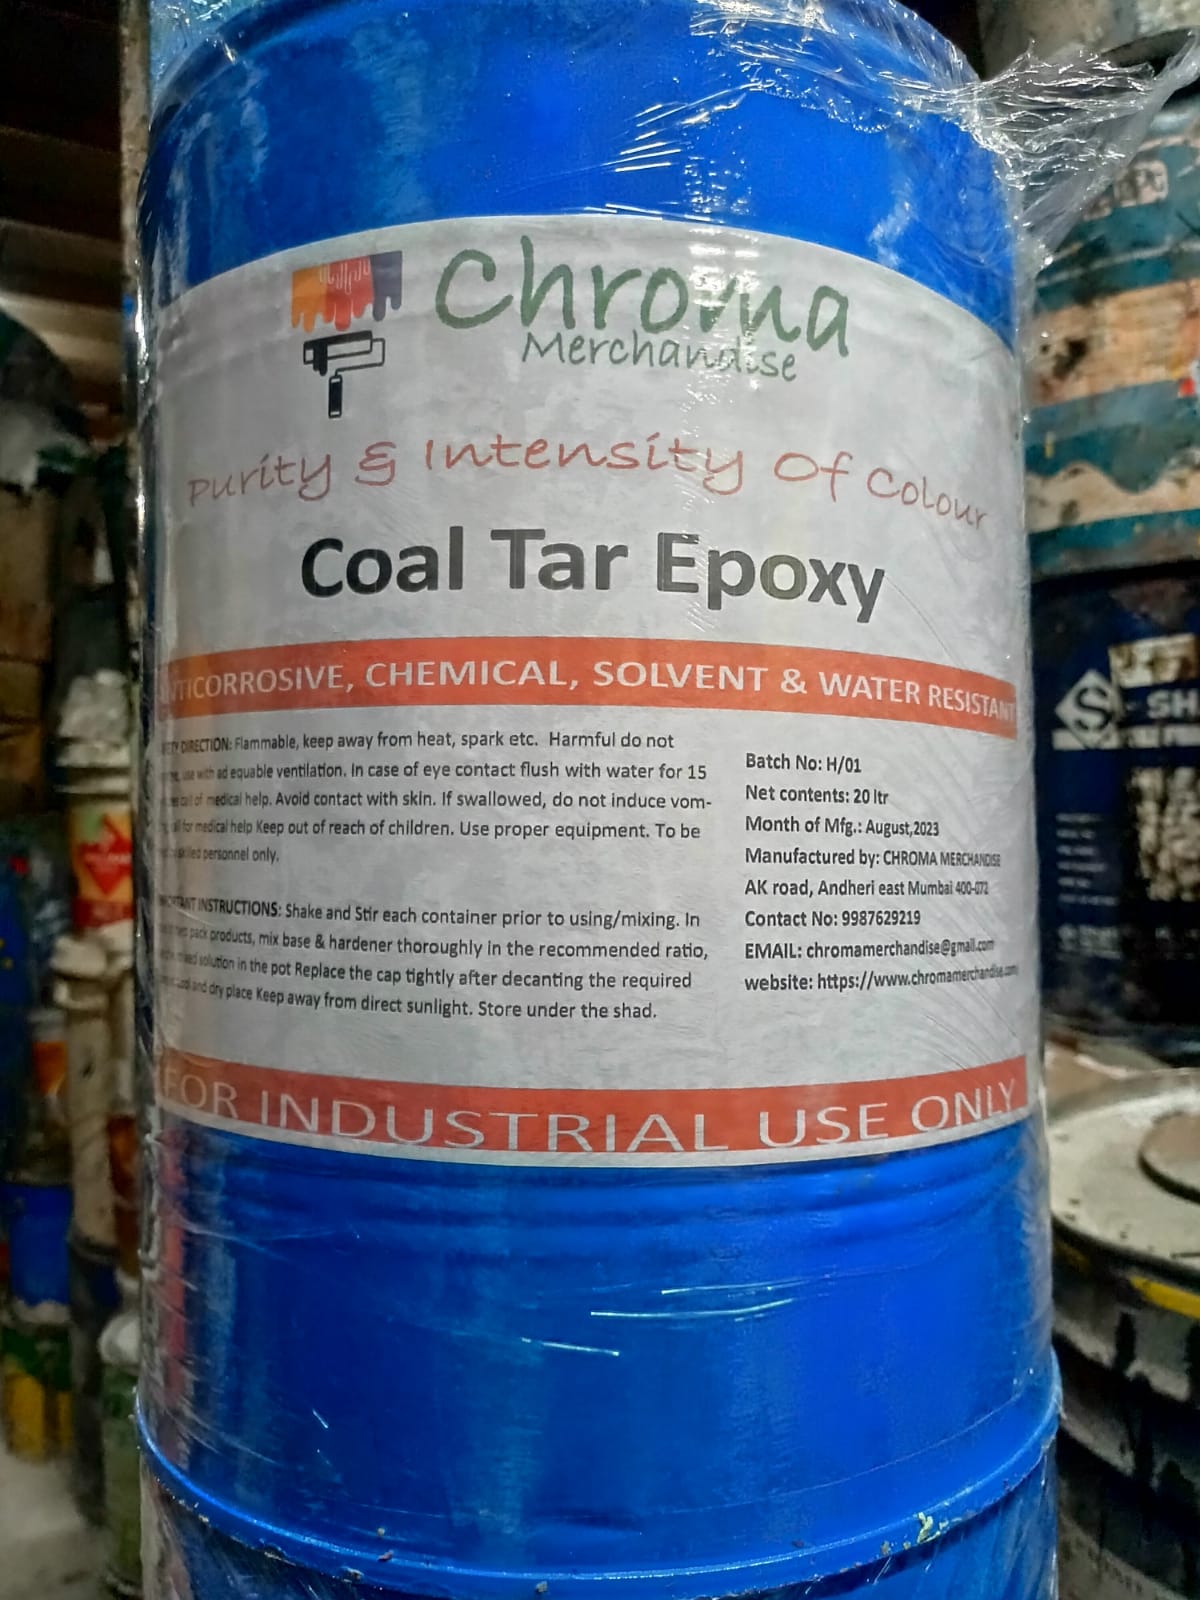 Chroma
Merchandise
Purity & Intensity Of Colour
Coal Tar Epoxy
ANTICORROSIVE, CHEMICAL, SOLVENT & WATER RESISTANT
DIRECTION: Flammable, keep away from heat, spark etc. Harmful do not
use with ad equable ventilation. In case of eye contact flush with water for 15
of medical help. Avoid contact with skin. If swallowed, do not induce vom-
for medical help Keep out of reach of children. Use proper equipment. To be
personnel only.
IMPORTANT INSTRUCTIONS: Shake and Stir each container prior to using/mixing. In
pack products, mix base & hardener thoroughly in the recommended ratio,
solution in the pot Replace the cap tightly after decanting the required
and dry place Keep away from direct sunlight. Store under the shad.
Batch No: H/01
Net contents: 20 ltr
Month of Mfg.: August,2023
Manufactured by: CHROMA MERCHANDISE
AK road, Andheri east Mumbai 400-072
Contact No: 9987629219
EMAIL: chromamerchandise@gmail.com
website: https://www.chromamerchandise.com
FOR INDUSTRIAL USE ONLY
S
SH